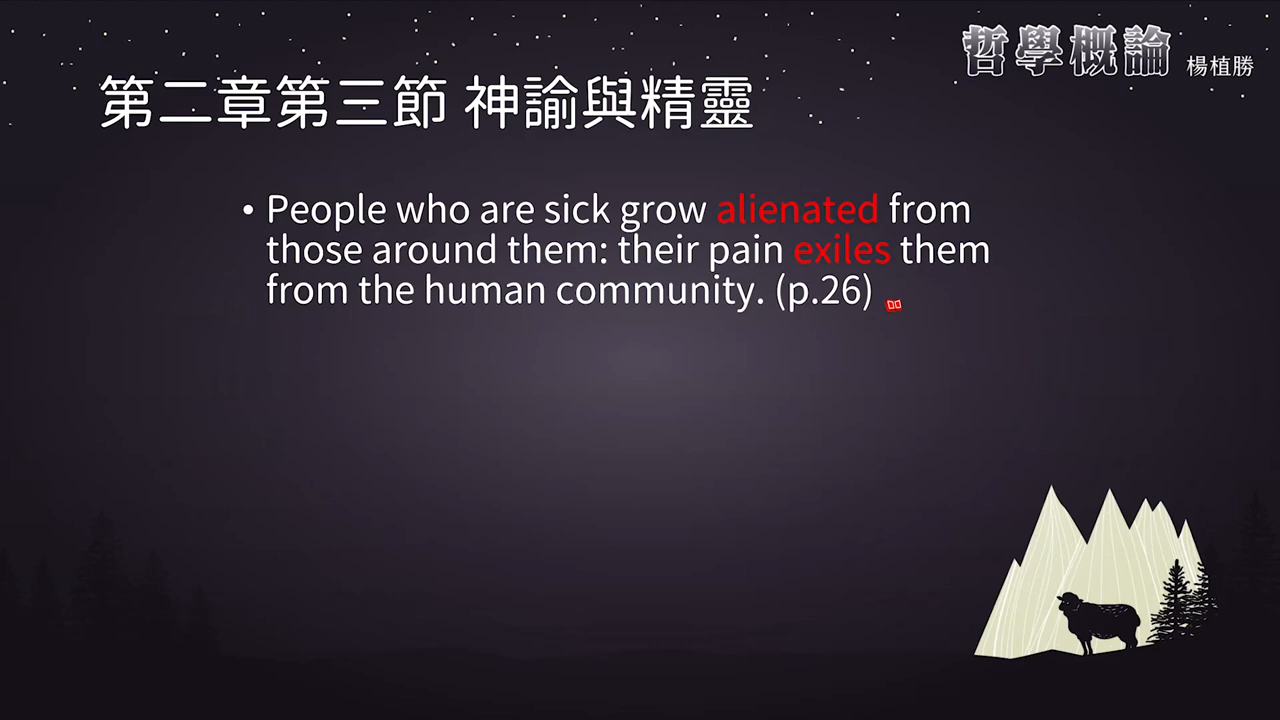 哲學概論 楊植勝
第二章第三節 神諭與精靈
• People who are sick grow alienated from
those around them: their pain exiles them
from the human community. (p.26)